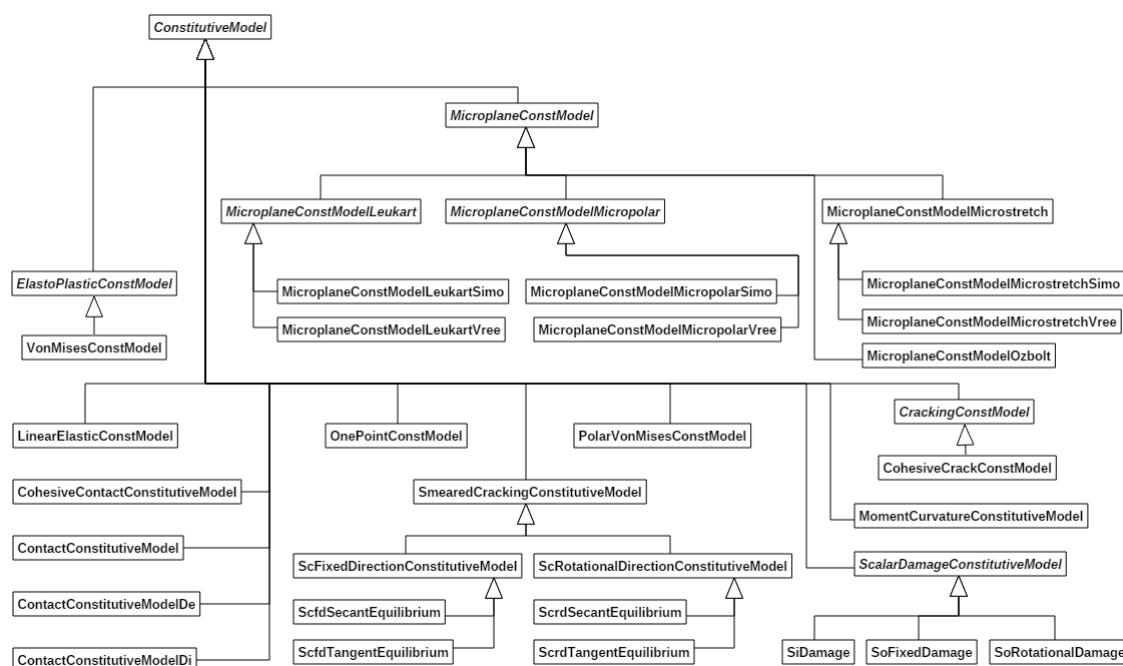 ConstitutiveModel
MicroplaneConstModel
MicroplaneConstModelLeukart
MicroplaneConstModelMicropolar
MicroplaneConstModelMicrostretch
ElastoPlasticConstModel
MicroplaneConstModelLeukartSimo
MicroplaneConstModelMicropolarSimo
MicroplaneConstModelMicrostretchSimo
MicroplaneConstModelLeukartVree
MicroplaneConstModelMicropolarVree
MicroplaneConstModelMicrostretchVree
VonMisesConstModel
MicroplaneConstModelOzbolt
LinearElasticConstModel
OnePointConstModel
PolarVonMisesConstModel
CrackingConstModel
CohesiveCrackConstModel
CohesiveContactConstitutiveModel
SmearedCrackingConstitutiveModel
MomentCurvatureConstitutiveModel
ContactConstitutiveModel
ScFixedDirectionConstitutiveModel
ScRotationalDirectionConstitutiveModel
ScalarDamageConstitutiveModel
ContactConstitutiveModelDe
ScfdSecantEquilibrium
ScrdSecantEquilibrium
ContactConstitutiveModelDi
ScfdTangentEquilibrium
ScrdTangentEquilibrium
SiDamage
SoFixedDamage
SoRotationalDamage